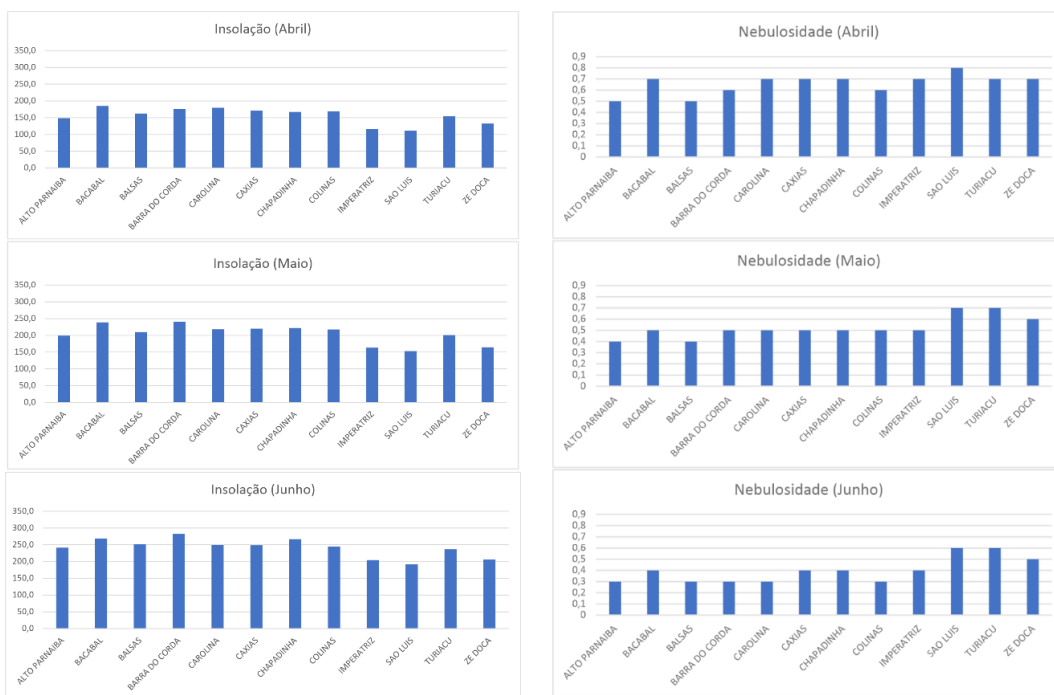 Insolação (Abril)
350,0
300,0
250,0
200,0
150,0
100,0
50,0
0,0
ALTO PARNAIBA
BACABAL
BALSAS
BARRA DO CORDA
CAROLINA
CAXIAS
CHAPADINHA
COLINAS
IMPERATRIZ
SAO LUIS
TURIACU
ZE DOCA
Nebulosidade (Abril)
0,9
0,8
0,7
0,6
0,5
0,4
0,3
0,2
0,1
0
ALTO PARNAIBA
BACABAL
BALSAS
BARRA DO CORDA
CAROLINA
CAXIAS
CHAPADINHA
COLINAS
IMPERATRIZ
SAO LUIS
TURIACU
ZE DOCA
Insolação (Maio)
350,0
300,0
250,0
200,0
150,0
100,0
50,0
0,0
ALTO PARNAIBA
BACABAL
BALSAS
BARRA DO CORDA
CAROLINA
CAXIAS
CHAPADINHA
COLINAS
IMPERATRIZ
SAO LUIS
TURIACU
ZE DOCA
Nebulosidade (Maio)
0,9
0,8
0,7
0,6
0,5
0,4
0,3
0,2
0,1
0
ALTO PARNAIBA
BACABAL
BALSAS
BARRA DO CORDA
CAROLINA
CAXIAS
CHAPADINHA
COLINAS
IMPERATRIZ
SAO LUIS
TURIACU
ZE DOCA
Insolação (Junho)
350,0
300,0
250,0
200,0
150,0
100,0
50,0
0,0
ALTO PARNAIBA
BACABAL
BALSAS
BARRA DO CORDA
CAROLINA
CAXIAS
CHAPADINHA
COLINAS
IMPERATRIZ
SAO LUIS
TURIACU
ZE DOCA
Nebulosidade (Junho)
0,9
0,8
0,7
0,6
0,5
0,4
0,3
0,2
0,1
0
ALTO PARNAIBA
BACABAL
BALSAS
BARRA DO CORDA
CAROLINA
CAXIAS
CHAPADINHA
COLINAS
IMPERATRIZ
SAO LUIS
TURIACU
ZE DOCA